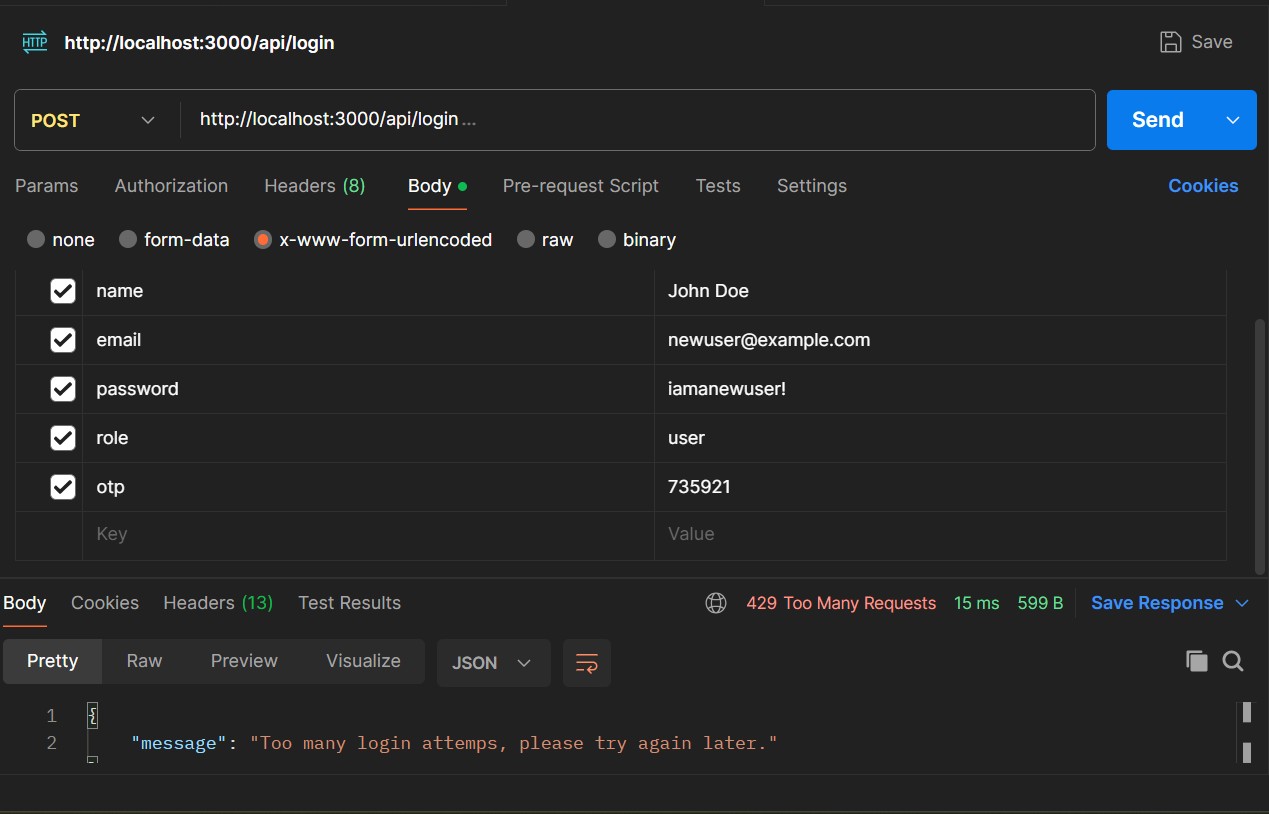 HTTP http://localhost:3000/api/login Save
POST http://localhost:3000/api/login ... Send
Params Authorization Headers (8) Body Pre-request Script Tests Settings Cookies
none form-data x-www-form-urlencoded raw binary
name John Doe
email newuser@example.com
password iamanewuser!
role user
otp 735921
Key Value
Body Cookies Headers (13) Test Results 429 Too Many Requests 15 ms 599 B Save Response
Pretty Raw Preview Visualize JSON
1 {
2 "message": "Too many login attemps, please try again later."